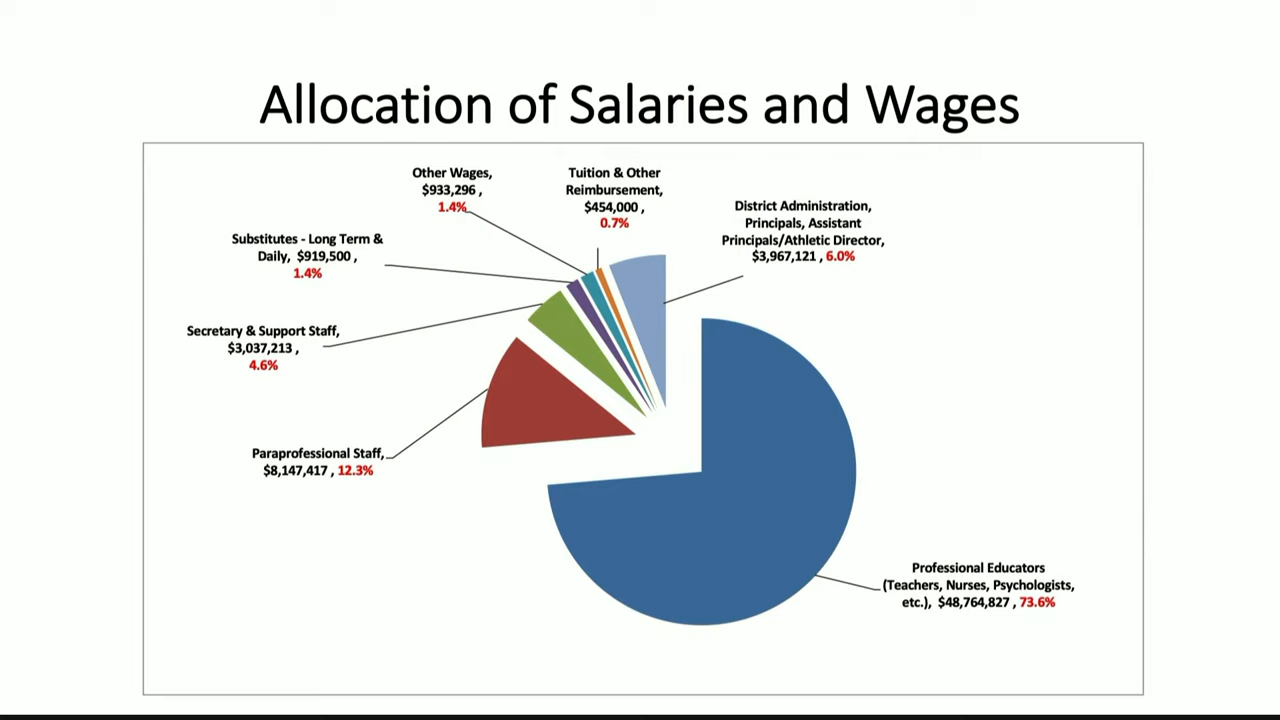 Allocation of Salaries and Wages
Other Wages,
$933,296 ,
1.4%
Tuition & Other
Reimbursement,
$454,000 ,
0.7%
District Administration,
Principals, Assistant
Principals/Athletic Director,
$3,967,121 , 6.0%
Substitutes - Long Term &
Daily, $919,500 ,
1.4%
Secretary & Support Staff,
$3,037,213 ,
4.6%
Paraprofessional Staff,
$8,147,417 , 12.3%
Professional Educators
(Teachers, Nurses, Psychologists,
etc.), $48,764,827 , 73.6%